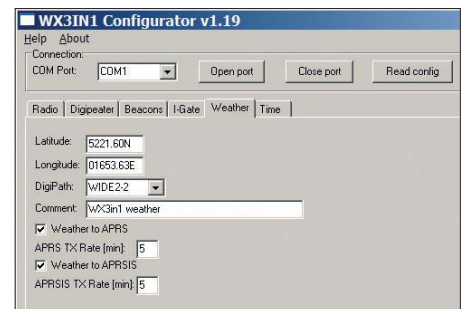 WX3IN1 Configurator v1.19
Help About
Connection:
COM Port: COM1 Open port Close port Read config
Radio Digipeater Beacons I-Gate Weather Time
Latitude: 5221.60N
Longitude: 01653.63E
DigiPath: WIDE2-2
Comment: WX3in1 weather
Weather to APRS
APRS TX Rate [min]: 5
Weather to APRSIS
APRSIS TX Rate [min]: 5